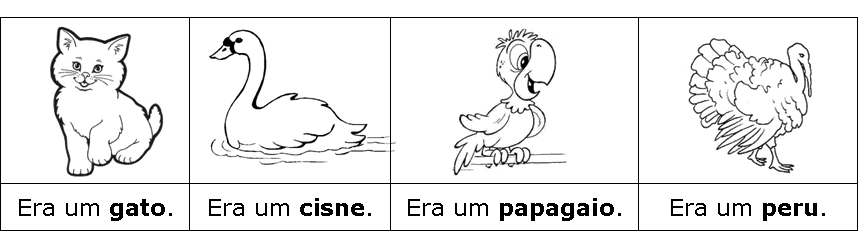 Era um gato.
Era um cisne.
Era um papagaio.
Era um peru.